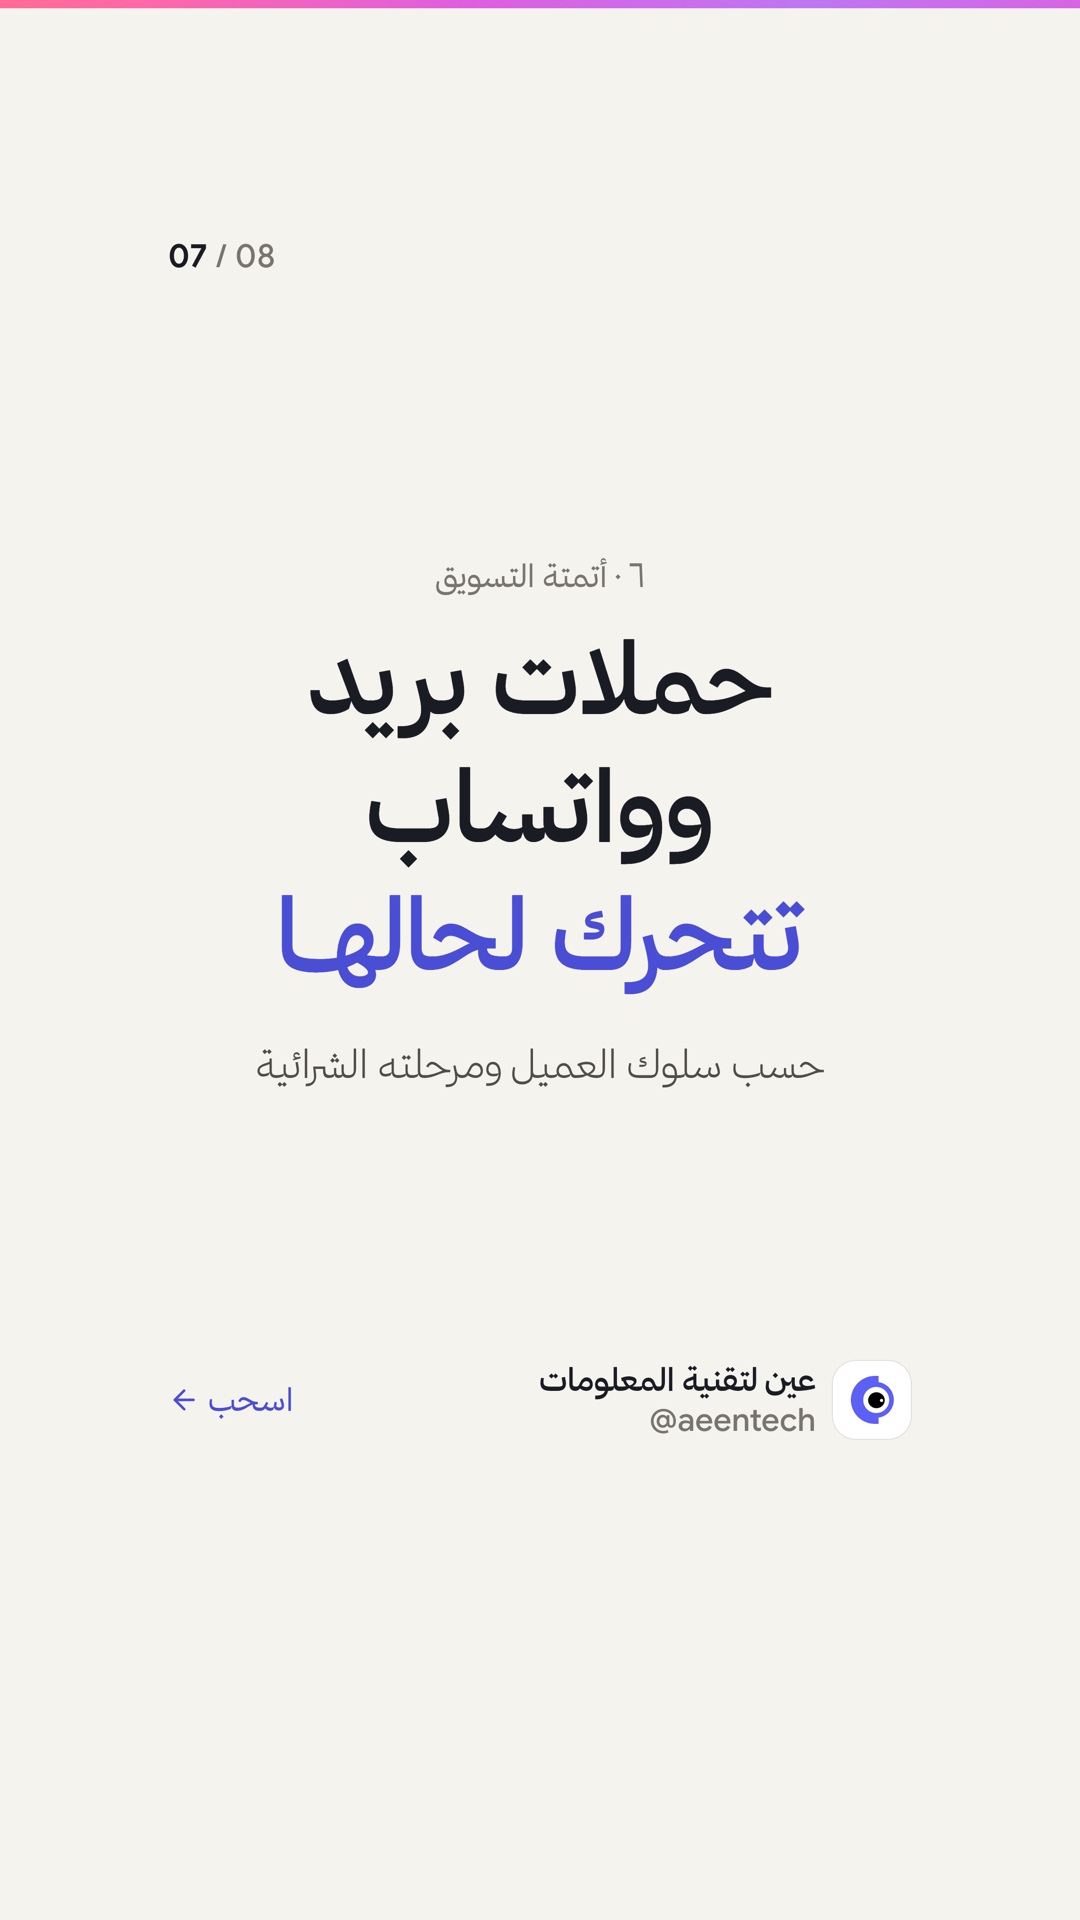 07 / 08
٦ · أتمتة التسويق
حملات بريد
وواتساب
تتحرك لحالها
حسب سلوك العميل ومرحلته الشرائية
عين لتقنية المعلومات
@aeentech
اسحب ←